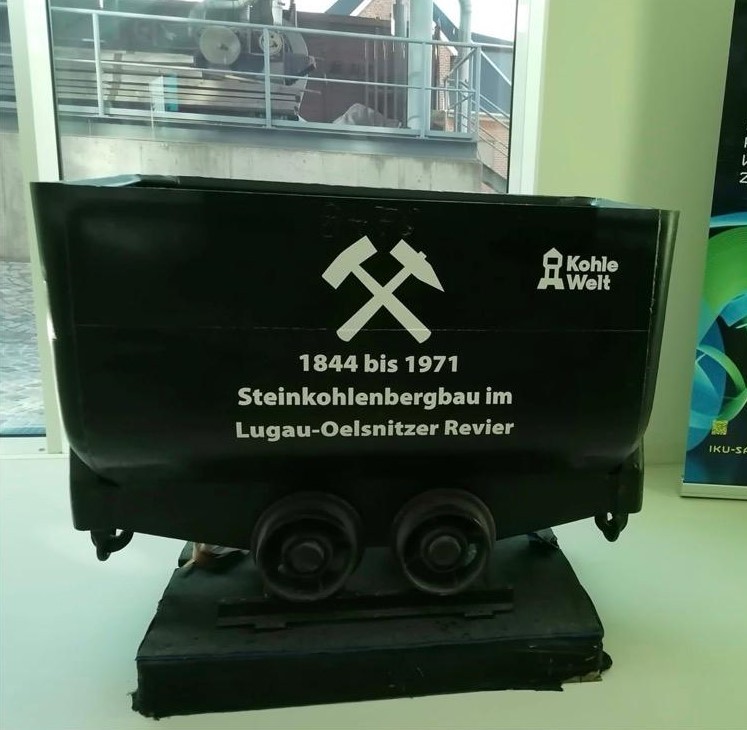 Kohle
Welt
1844 bis 1971
Steinkohlenbergbau im
Lugau-Oelsnitzer Revier